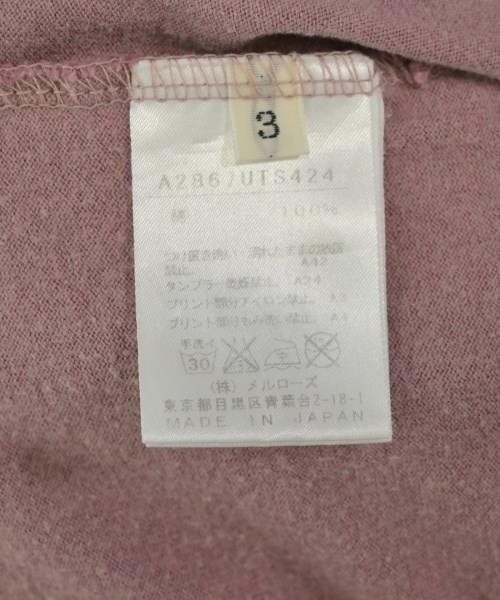 3
A286/UTS424
綿 100%
つけ置き洗い・濡れたままの放置
禁止。 A42
タンブラー乾燥禁止。 A24
プリント部分アイロン禁止。 A3
プリント部分もみ洗い禁止。 A4
手洗イ
30 中
(株) メルローズ
東京都目黒区青葉台2-18-1
MADE IN JAPAN